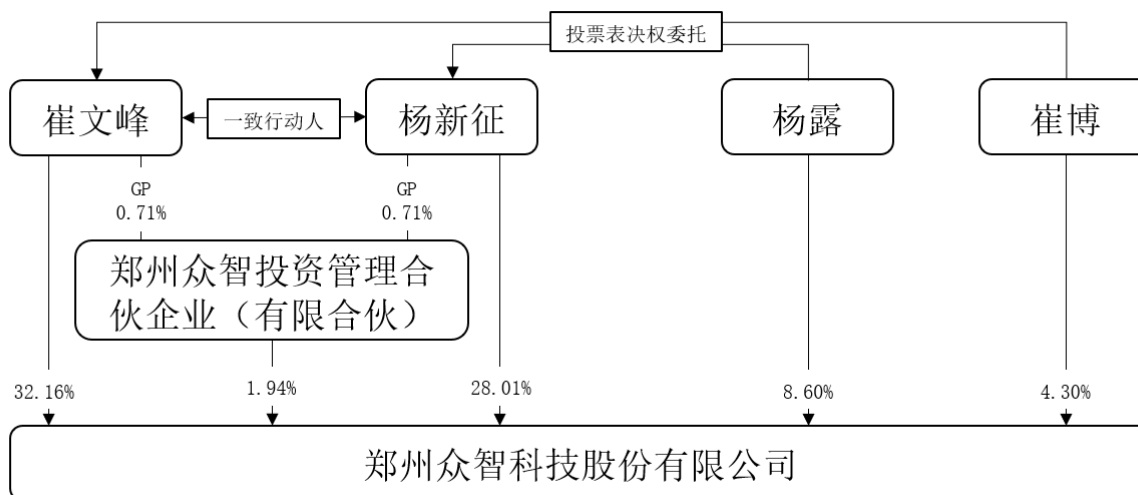 投票表决权委托
崔文峰
一致行动人
杨新征
杨露
崔博
GP
0.71%
GP
0.71%
郑州众智投资管理合
伙企业（有限合伙）
32.16%
1.94%
28.01%
8.60%
4.30%
郑州众智科技股份有限公司